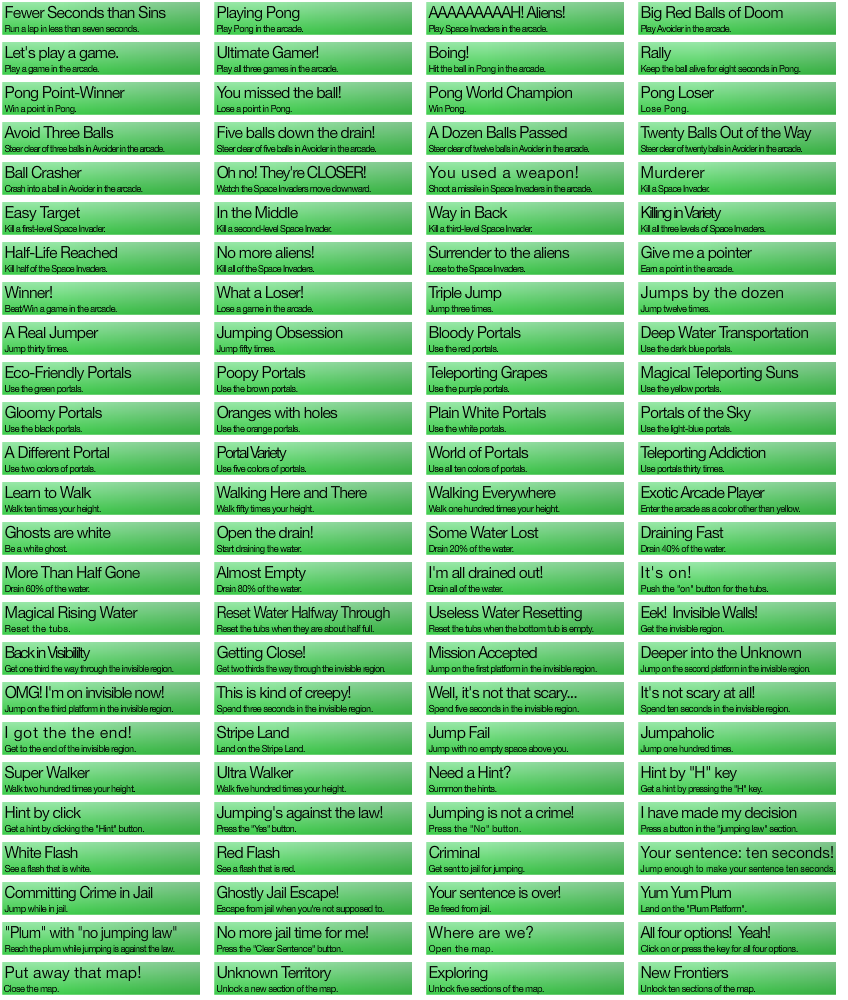 Fewer Seconds than Sins
Run a lap in less than seven seconds.
Playing Pong
Play Pong in the arcade.
AAAAAAAAAH! Aliens!
Play Space Invaders in the arcade.
Big Red Balls of Doom
Play Avoider in the arcade.
Let's play a game.
Play a game in the arcade.
Ultimate Gamer!
Play all three games in the arcade.
Boing!
Hit the ball in Pong in the arcade.
Rally
Keep the ball alive for eight seconds in Pong.
Pong Point-Winner
Win a point in Pong.
You missed the ball!
Lose a point in Pong.
Pong World Champion
Win Pong.
Pong Loser
Lose Pong.
Avoid Three Balls
Steer clear of three balls in Avoider in the arcade.
Five balls down the drain!
Steer clear of five balls in Avoider in the arcade.
A Dozen Balls Passed
Steer clear of twelve balls in Avoider in the arcade.
Twenty Balls Out of the Way
Steer clear of twenty balls in Avoider in the arcade.
Ball Crasher
Crash into a ball in Avoider in the arcade.
Oh no! They're CLOSER!
Watch the Space Invaders move downward.
You used a weapon!
Shoot a missile in Space Invaders in the arcade.
Murderer
Kill a Space Invader.
Easy Target
Kill a first-level Space Invader.
In the Middle
Kill a second-level Space Invader.
Way in Back
Kill a third-level Space Invader.
Killing in Variety
Kill all three levels of Space Invaders.
Half-Life Reached
Kill half of the Space Invaders.
No more aliens!
Kill all of the Space Invaders.
Surrender to the aliens
Lose to the Space Invaders.
Give me a pointer
Earn a point in the arcade.
Winner!
Beat/Win a game in the arcade.
What a Loser!
Lose a game in the arcade.
Triple Jump
Jump three times.
Jumps by the dozen
Jump twelve times.
A Real Jumper
Jump thirty times.
Jumping Obsession
Jump fifty times.
Bloody Portals
Use the red portals.
Deep Water Transportation
Use the dark blue portals.
Eco-Friendly Portals
Use the green portals.
Poopy Portals
Use the brown portals.
Teleporting Grapes
Use the purple portals.
Magical Teleporting Suns
Use the yellow portals.
Gloomy Portals
Use the black portals.
Oranges with holes
Use the orange portals.
Plain White Portals
Use the white portals.
Portals of the Sky
Use the light-blue portals.
A Different Portal
Use two colors of portals.
Portal Variety
Use five colors of portals.
World of Portals
Use all ten colors of portals.
Teleporting Addiction
Use portals thirty times.
Learn to Walk
Walk ten times your height.
Walking Here and There
Walk fifty times your height.
Walking Everywhere
Walk one hundred times your height.
Exotic Arcade Player
Enter the arcade as a color other than yellow.
Ghosts are white
Be a white ghost.
Open the drain!
Start draining the water.
Some Water Lost
Drain 20% of the water.
Draining Fast
Drain 40% of the water.
More Than Half Gone
Drain 60% of the water.
Almost Empty
Drain 80% of the water.
I'm all drained out!
Drain all of the water.
It's on!
Push the "on" button for the tubs.
Magical Rising Water
Reset the tubs.
Reset Water Halfway Through
Reset the tubs when they are about half full.
Useless Water Resetting
Reset the tubs when the bottom tub is empty.
Eek! Invisible Walls!
Get the invisible region.
Back in Visibility
Get one third the way through the invisible region.
Getting Close!
Get two thirds the way through the invisible region.
Mission Accepted
Jump on the first platform in the invisible region.
Deeper into the Unknown
Jump on the second platform in the invisible region.
OMG! I'm on invisible now!
Jump on the third platform in the invisible region.
This is kind of creepy!
Spend three seconds in the invisible region.
Well, it's not that scary...
Spend five seconds in the invisible region.
It's not scary at all!
Spend ten seconds in the invisible region.
I got the the end!
Get to the end of the invisible region.
Stripe Land
Land on the Stripe Land.
Jump Fail
Jump with no empty space above you.
Jumpaholic
Jump one hundred times.
Super Walker
Walk two hundred times your height.
Ultra Walker
Walk five hundred times your height.
Need a Hint?
Summon the hints.
Hint by "H" key
Get a hint by pressing the "H" key.
Hint by click
Get a hint by clicking the "Hint" button.
Jumping's against the law!
Press the "Yes" button.
Jumping is not a crime!
Press the "No" button.
I have made my decision
Press a button in the "jumping law" section.
White Flash
See a flash that is white.
Red Flash
See a flash that is red.
Criminal
Get sent to jail for jumping.
Your sentence: ten seconds!
Jump enough to make your sentence ten seconds.
Committing Crime in Jail
Jump while in jail.
Ghostly Jail Escape!
Escape from jail when you're not supposed to.
Your sentence is over!
Be freed from jail.
Yum Yum Plum
Land on the "Plum Platform".
"Plum" with "no jumping law"
Reach the plum while jumping is against the law.
No more jail time for me!
Press the "Clear Sentence" button.
Where are we?
Open the map.
All four options! Yeah!
Click on or press the key for all four options.
Put away that map!
Close the map.
Unknown Territory
Unlock a new section of the map.
Exploring
Unlock five sections of the map.
New Frontiers
Unlock ten sections of the map.